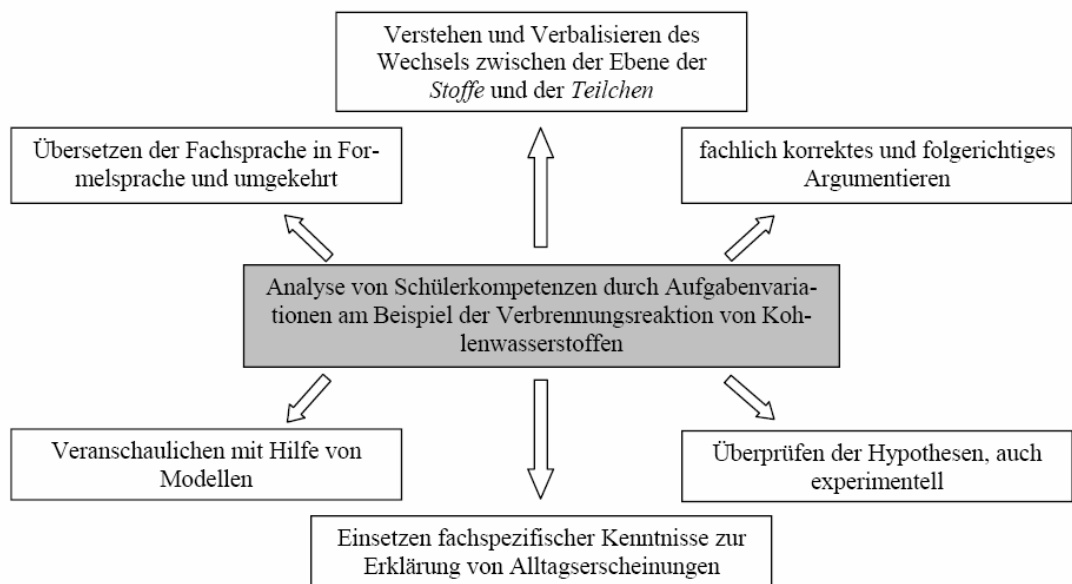 Verstehen und Verbalisieren des
Wechsels zwischen der Ebene der
Stoffe und der Teilchen
Übersetzen der Fachsprache in For-
melsprache und umgekehrt
fachlich korrektes und folgerichtiges
Argumentieren
Analyse von Schülerkompetenzen durch Aufgabenvaria-
tionen am Beispiel der Verbrennungsreaktion von Koh-
lenwasserstoffen
Veranschaulichen mit Hilfe von
Modellen
Überprüfen der Hypothesen, auch
experimentell
Einsetzen fachspezifischer Kenntnisse zur
Erklärung von Alltagserscheinungen